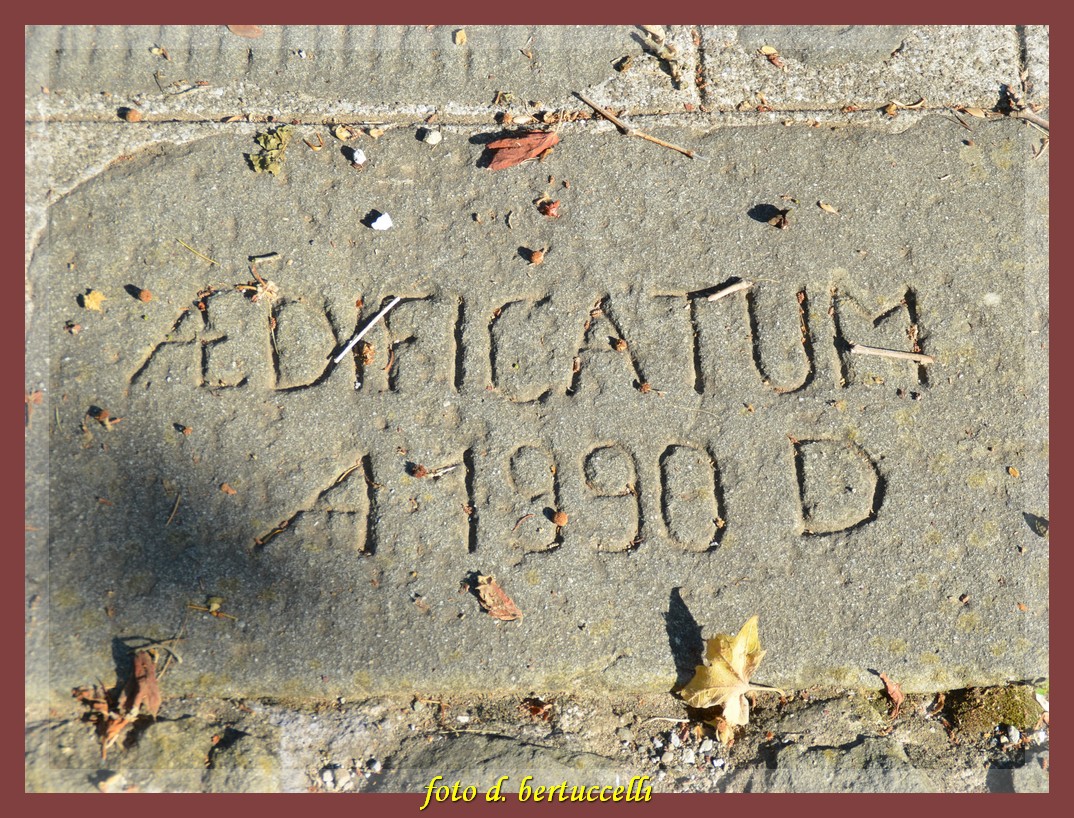 ÆDIFICATUM
A 1990 D
foto d. bertuccelli